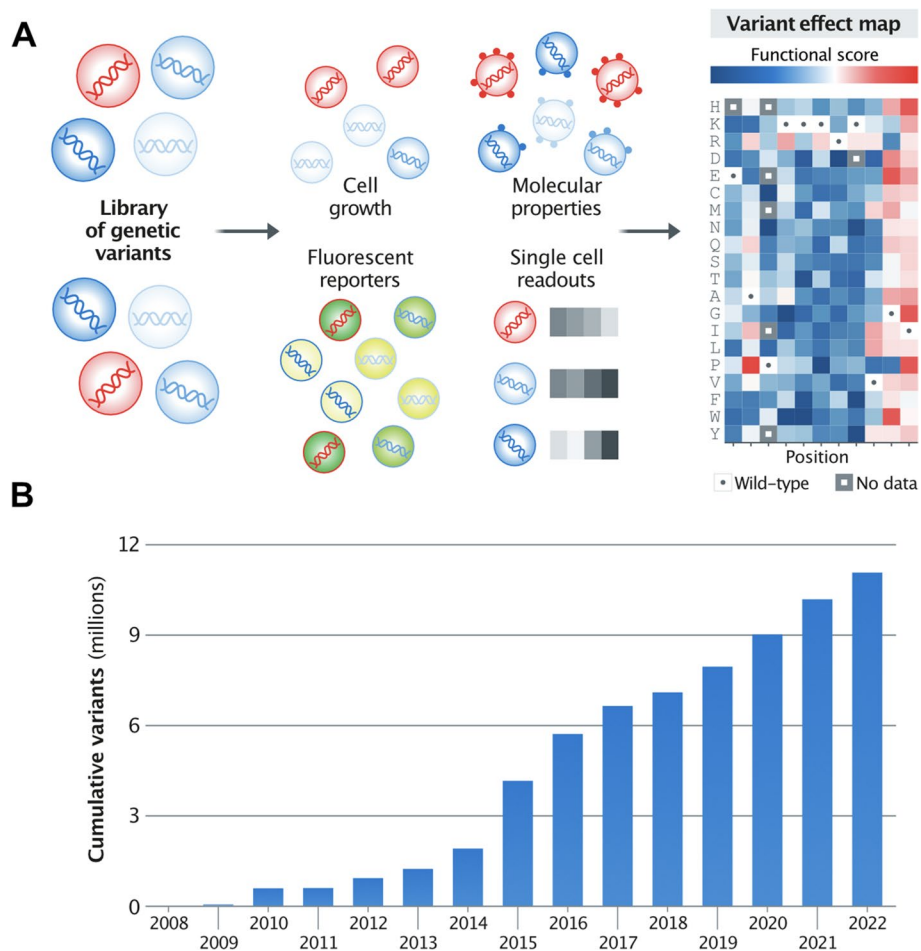 A
Library
of genetic
variants
Cell
growth
Molecular
properties
Fluorescent
reporters
Single cell
readouts
Variant effect map
Functional score
H
K
R
D
E
C
M
N
Q
S
T
A
G
I
L
P
V
F
W
Y
Position
Wild-type
No data
B
Cumulative variants (millions)
12
9
6
3
0
2008
2009
2010
2011
2012
2013
2014
2015
2016
2017
2018
2019
2020
2021
2022